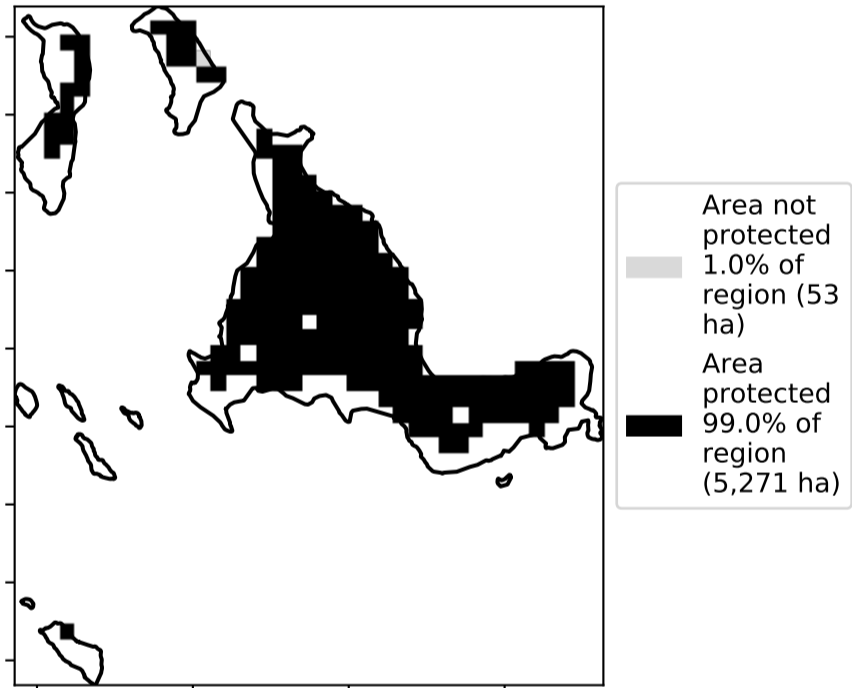 Area not
protected
1.0% of
region (53
ha)
Area
protected
99.0% of
region
(5,271 ha)